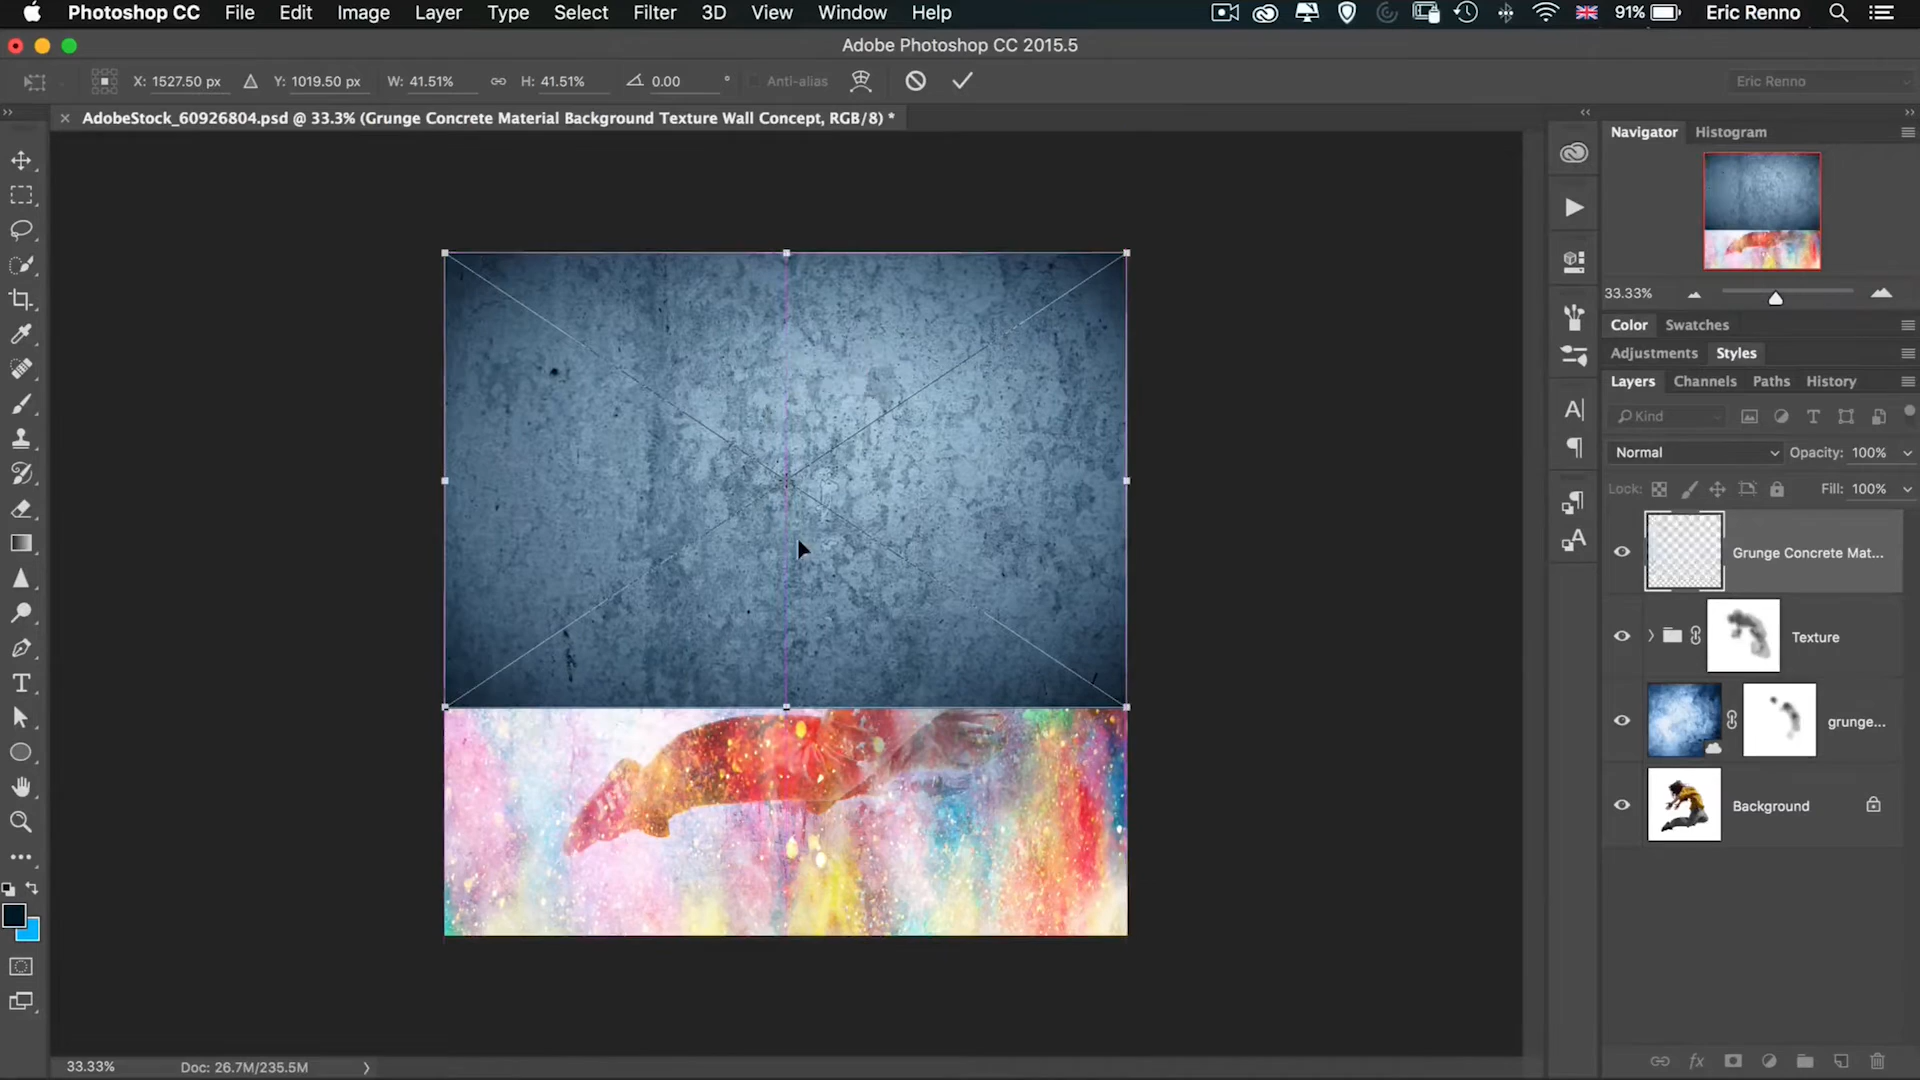 Photoshop CC File Edit Image Layer Type Select Filter 3D View Window Help 91% Eric Renno
Adobe Photoshop CC 2015.5
X: 1527.50 px Y: 1019.50 px W: 41.51% H: 41.51% 0.00 ° Anti-alias Eric Renno
AdobeStock_60926804.psd @ 33.3% (Grunge Concrete Material Background Texture Wall Concept, RGB/8) *
Navigator Histogram
33.33%
Color Swatches
Adjustments Styles
Layers Channels Paths History
Kind
Normal Opacity: 100%
Lock: Fill: 100%
Grunge Concrete Mat...
Texture
grunge...
Background
33.33% Doc: 26.7M/235.5M